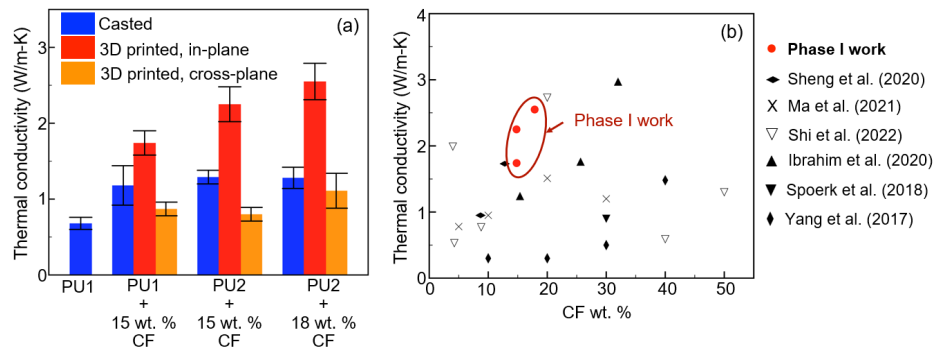 (a)
Casted
3D printed, in-plane
3D printed, cross-plane
Thermal conductivity (W/m-K)
3
2
1
0
PU1
PU1
+
15 wt. %
CF
PU2
+
15 wt. %
CF
PU2
+
18 wt. %
CF
(b)
Thermal conductivity (W/m-K)
4
3
2
1
0
Phase I work
0
10
20
30
40
50
CF wt. %
Phase I work
Sheng et al. (2020)
Ma et al. (2021)
Shi et al. (2022)
Ibrahim et al. (2020)
Spoerk et al. (2018)
Yang et al. (2017)